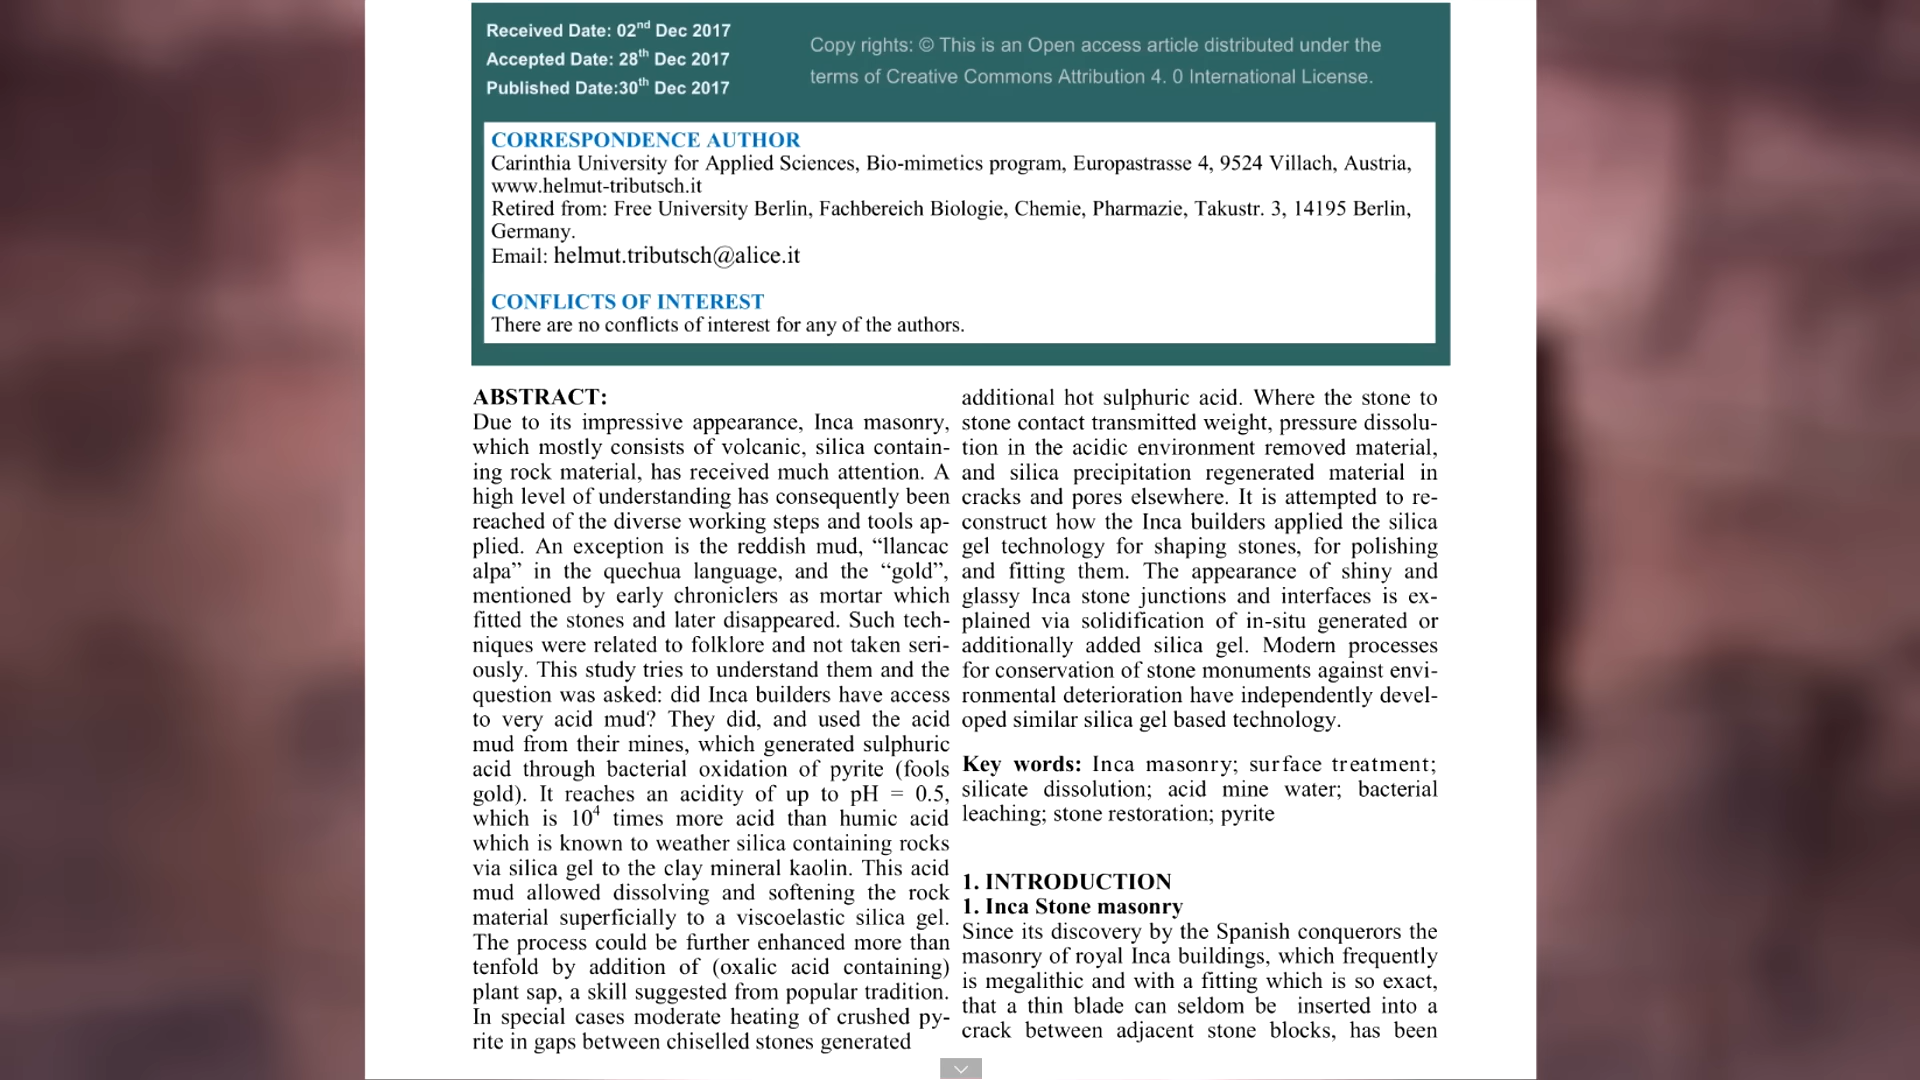 Received Date: 02nd Dec 2017
Accepted Date: 28th Dec 2017
Published Date:30th Dec 2017
Copy rights: © This is an Open access article distributed under the
terms of Creative Commons Attribution 4. 0 International License.
CORRESPONDENCE AUTHOR
Carinthia University for Applied Sciences, Bio-mimetics program, Europastrasse 4, 9524 Villach, Austria,
www.helmut-tributsch.it
Retired from: Free University Berlin, Fachbereich Biologie, Chemie, Pharmazie, Takustr. 3, 14195 Berlin,
Germany.
Email: helmut.tributsch@alice.it
CONFLICTS OF INTEREST
There are no conflicts of interest for any of the authors.
ABSTRACT:
Due to its impressive appearance, Inca masonry,
which mostly consists of volcanic, silica contain-
ing rock material, has received much attention. A
high level of understanding has consequently been
reached of the diverse working steps and tools ap-
plied. An exception is the reddish mud, “llancac
alpa” in the quechua language, and the “gold”,
mentioned by early chroniclers as mortar which
fitted the stones and later disappeared. Such tech-
niques were related to folklore and not taken seri-
ously. This study tries to understand them and the
question was asked: did Inca builders have access
to very acid mud? They did, and used the acid
mud from their mines, which generated sulphuric
acid through bacterial oxidation of pyrite (fools
gold). It reaches an acidity of up to pH = 0.5,
which is 10⁴ times more acid than humic acid
which is known to weather silica containing rocks
via silica gel to the clay mineral kaolin. This acid
mud allowed dissolving and softening the rock
material superficially to a viscoelastic silica gel.
The process could be further enhanced more than
tenfold by addition of (oxalic acid containing)
plant sap, a skill suggested from popular tradition.
In special cases moderate heating of crushed py-
rite in gaps between chiselled stones generated
additional hot sulphuric acid. Where the stone to
stone contact transmitted weight, pressure dissolu-
tion in the acidic environment removed material,
and silica precipitation regenerated material in
cracks and pores elsewhere. It is attempted to re-
construct how the Inca builders applied the silica
gel technology for shaping stones, for polishing
and fitting them. The appearance of shiny and
glassy Inca stone junctions and interfaces is ex-
plained via solidification of in-situ generated or
additionally added silica gel. Modern processes
for conservation of stone monuments against envi-
ronmental deterioration have independently devel-
oped similar silica gel based technology.
Key words: Inca masonry; surface treatment;
silicate dissolution; acid mine water; bacterial
leaching; stone restoration; pyrite
1. INTRODUCTION
1. Inca Stone masonry
Since its discovery by the Spanish conquerors the
masonry of royal Inca buildings, which frequently
is megalithic and with a fitting which is so exact,
that a thin blade can seldom be inserted into a
crack between adjacent stone blocks, has been